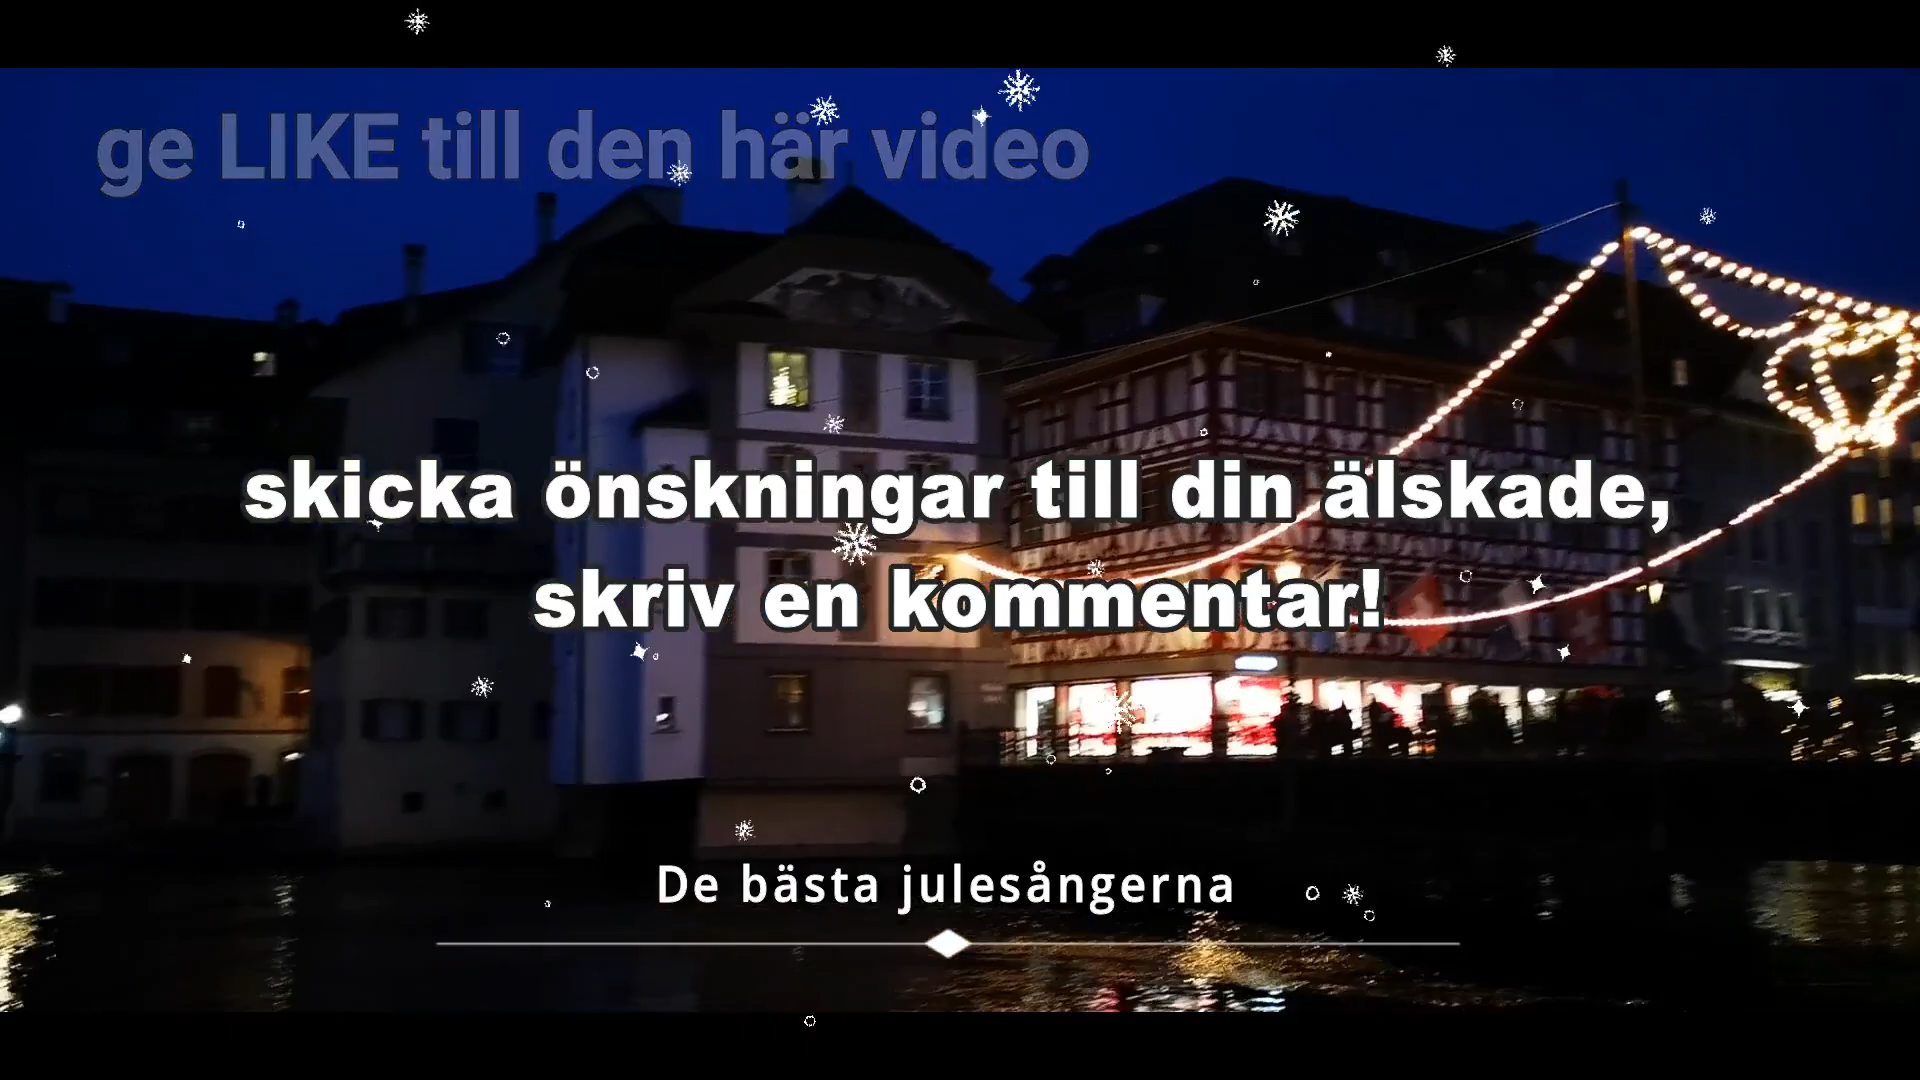 ge LIKE till den här video
skicka önskningar till din älskade,
skriv en kommentar!
De bästa julesångerna